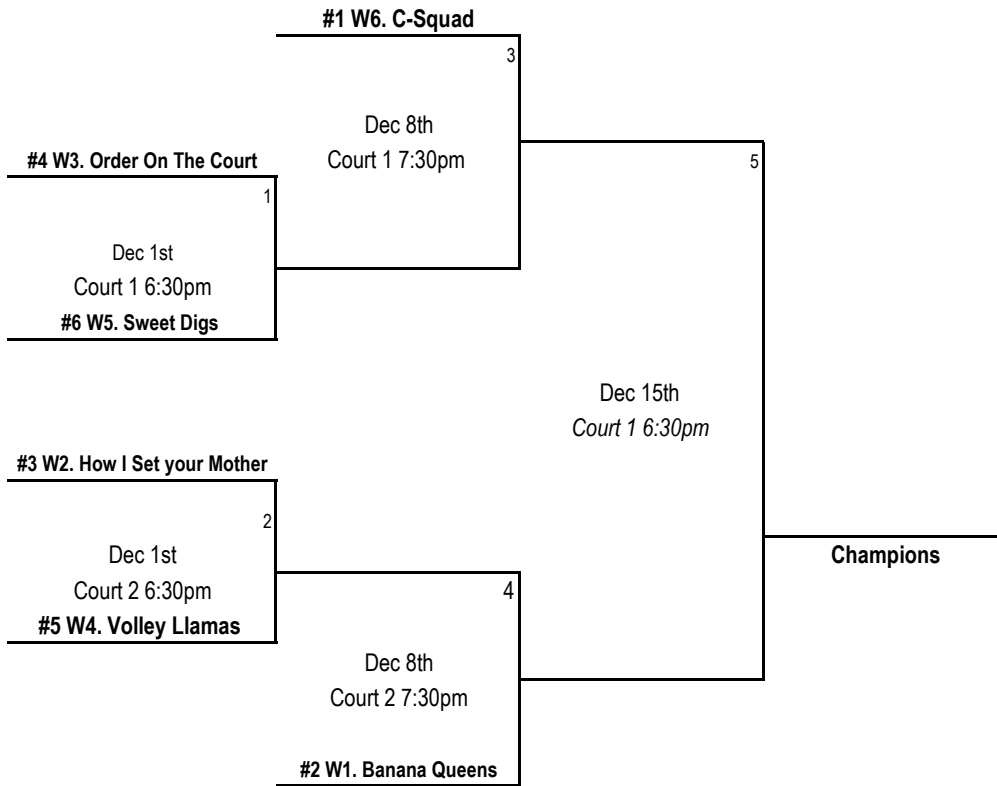 #1 W6. C-Squad
3
Dec 8th
Court 1 7:30pm
#4 W3. Order On The Court
1
Dec 1st
Court 1 6:30pm
#6 W5. Sweet Digs
5
Dec 15th
Court 1 6:30pm
#3 W2. How I Set your Mother
2
Dec 1st
Court 2 6:30pm
#5 W4. Volley Llamas
4
Dec 8th
Court 2 7:30pm
#2 W1. Banana Queens
Champions